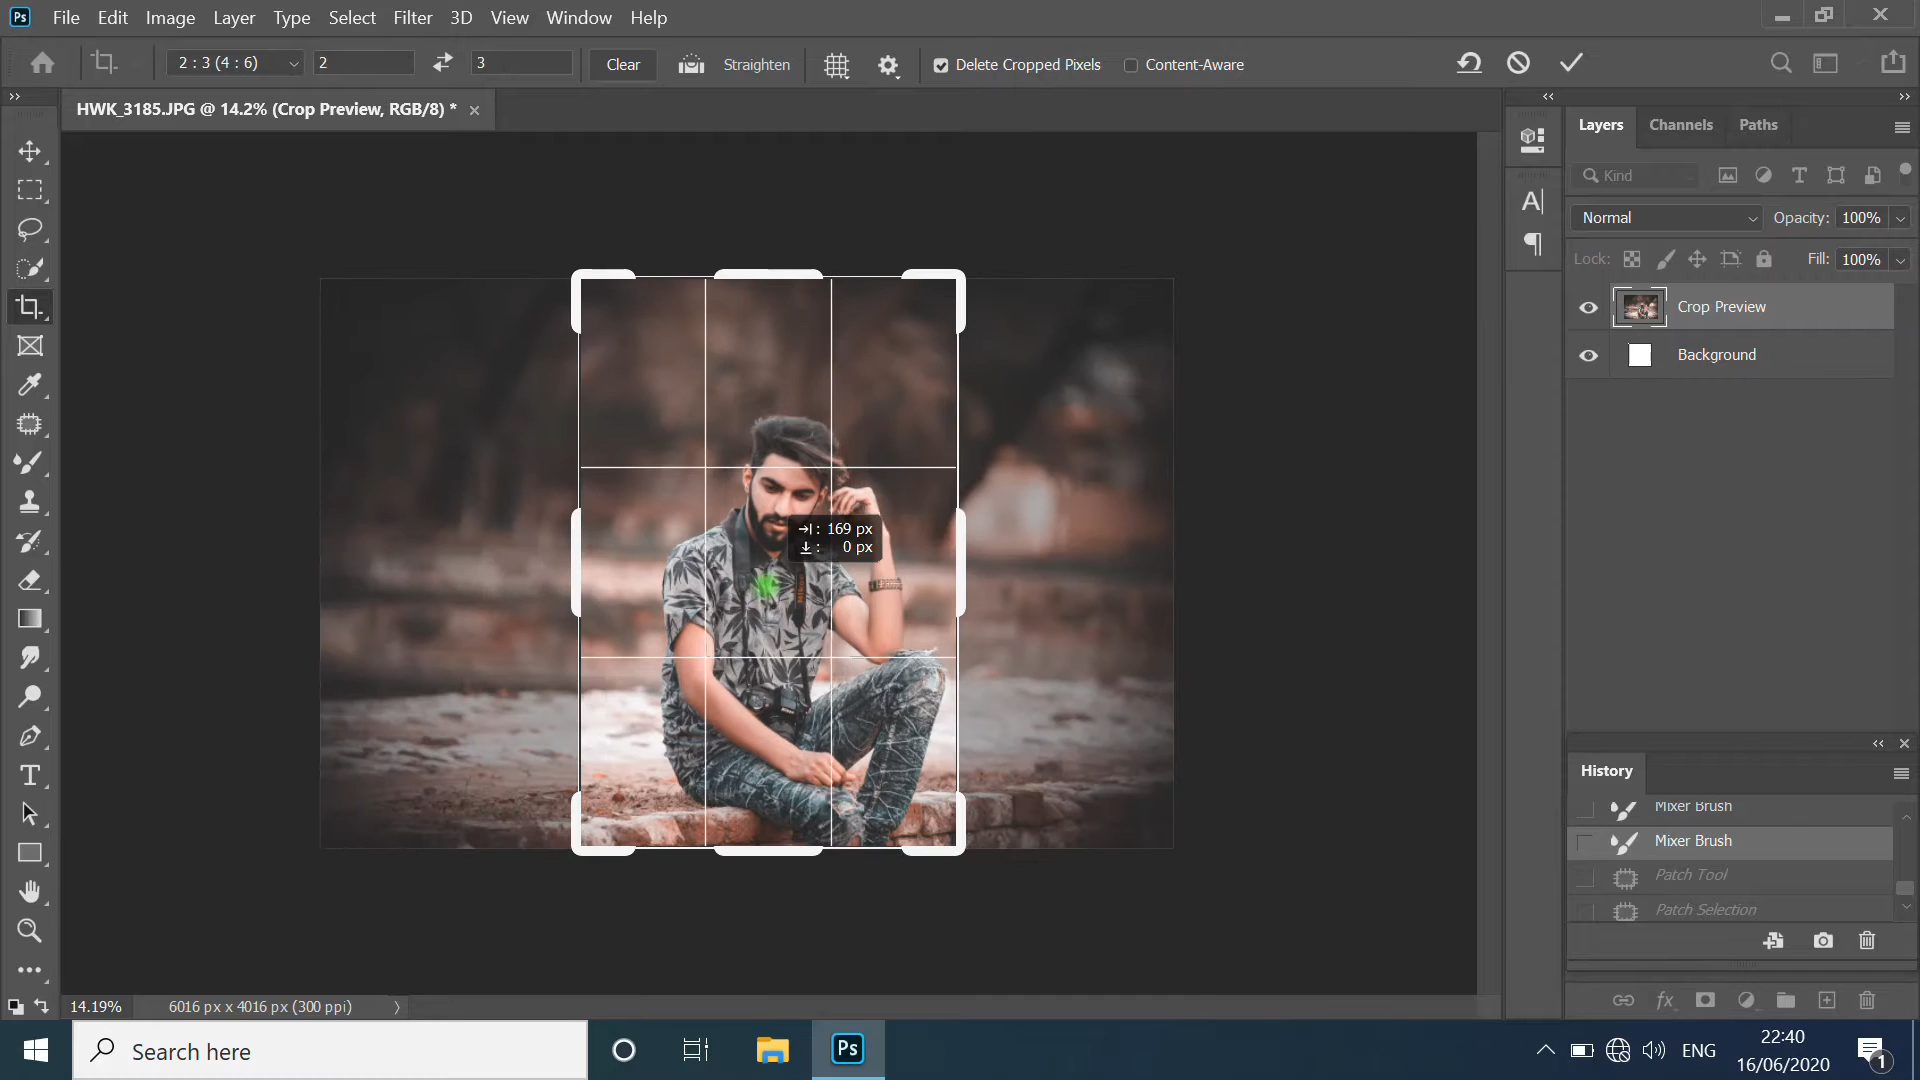 Ps File Edit Image Layer Type Select Filter 3D View Window Help
2 : 3 (4 : 6) 2 3 Clear Straighten Delete Cropped Pixels Content-Aware
HWK_3185.JPG @ 14.2% (Crop Preview, RGB/8) *
Layers Channels Paths
Kind
Normal Opacity: 100%
Lock: Fill: 100%
Crop Preview
Background
: 169 px
: 0 px
History
Mixer Brush
Mixer Brush
Patch Tool
Patch Selection
14.19% 6016 px x 4016 px (300 ppi)
Search here
Ps
ENG
22:40
16/06/2020
1